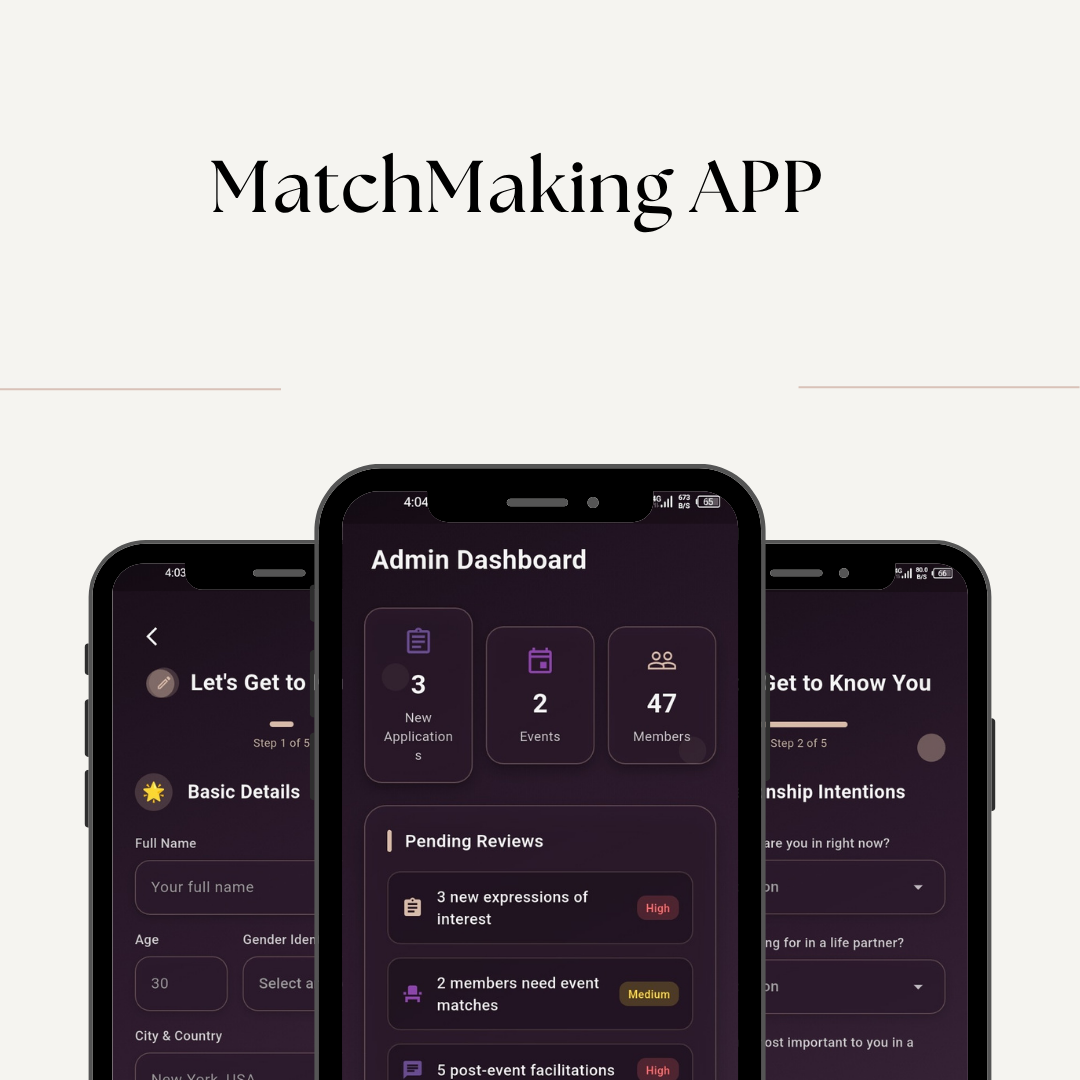 MatchMaking APP
4:03
Let's Get to
Step 1 of 5
Basic Details
Full Name
Your full name
Age
Gender
30
Select a
City & Country
New York, USA
4:04
4G
673
B/S
65
Admin Dashboard
3
New
Application
s
2
Events
47
Members
Pending Reviews
3 new expressions of
interest
High
2 members need event
matches
Medium
5 post-event facilitations
High
4G
80.0
B/S
66
Get to Know You
Step 2 of 5
nship Intentions
are you in right now?
on
ng for in a life partner?
on
ost important to you in a